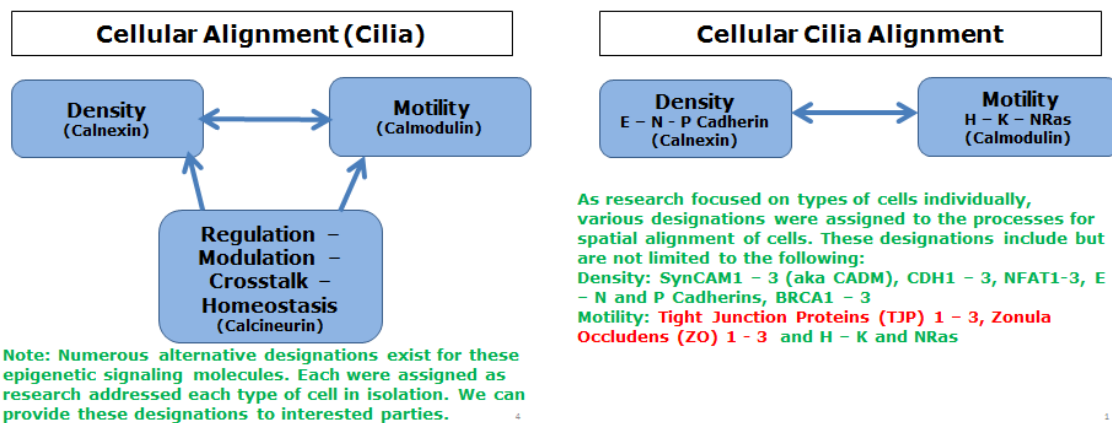 Cellular Alignment (Cilia)
Density
(Calnexin)
Motility
(Calmodulin)
Regulation –
Modulation –
Crosstalk –
Homeostasis
(Calcineurin)
Note: Numerous alternative designations exist for these
epigenetic signaling molecules. Each were assigned as
research addressed each type of cell in isolation. We can
provide these designations to interested parties.
4
Cellular Cilia Alignment
Density
E – N - P Cadherin
(Calnexin)
Motility
H – K – NRas
(Calmodulin)
As research focused on types of cells individually,
various designations were assigned to the processes for
spatial alignment of cells. These designations include but
are not limited to the following:
Density: SynCAM1 – 3 (aka CADM), CDH1 – 3, NFAT1-3, E
– N and P Cadherins, BRCA1 – 3
Motility: Tight Junction Proteins (TJP) 1 – 3, Zonula
Occludens (ZO) 1 - 3 and H – K and NRas
1